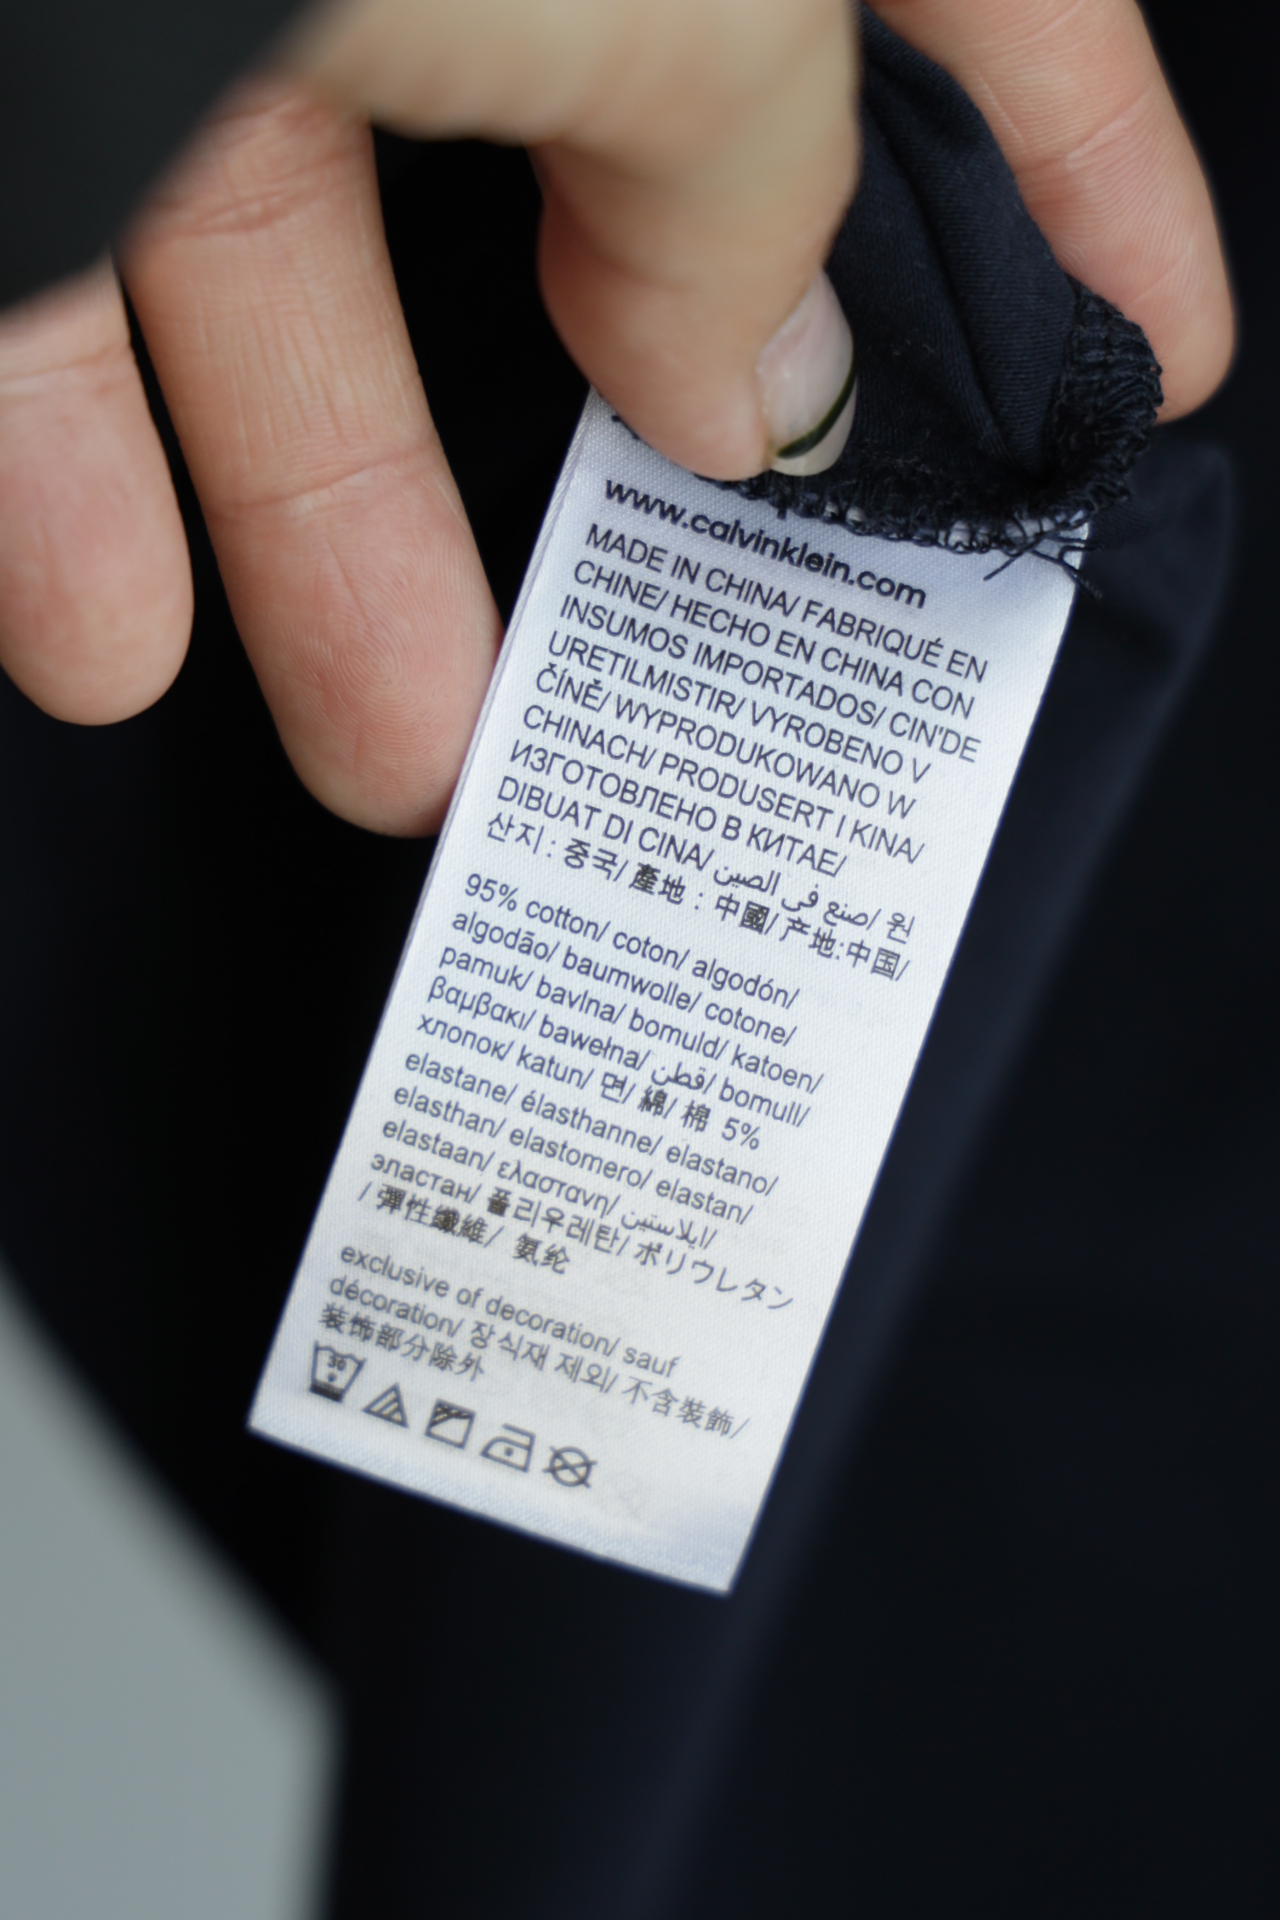 www.calvinklein.com
MADE IN CHINA/ FABRIQUÉ EN
CHINE/ HECHO EN CHINA CON
INSUMOS IMPORTADOS/ CIN'DE
URETILMISTIR/ VYROBENO V
ČÍNĚ/ WYPRODUKOWANO W
CHINACH/ PRODUSERT I KINA/
ИЗГОТОВЛЕНО В КИТАЕ/
DIBUAT DI CINA/ صنع في الصين/ 원
산지 : 중국/ 產地 : 中國/ 产地:中国/
95% cotton/ coton/ algodón/
algodão/ baumwolle/ cotone/
pamuk/ bavlna/ bomuld/ katoen/
βαμβακι/ bawełna/ قطن/ bomull/
хлопок/ katun/ 면/ 綿/ 棉 5%
elastane/ élasthanne/ elastano/
elasthan/ elastomero/ elastan/
elastaan/ ελαστανη/ ايلاستين/
эластан/ 폴리우레탄/ ポリウレタン
/ 彈性纖維/ 氨纶
exclusive of decoration/ sauf
décoration/ 장식재 제외/ 不含裝飾/
装饰部分除外
30